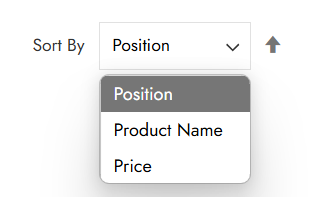 Sort By Position
Position
Product Name
Price